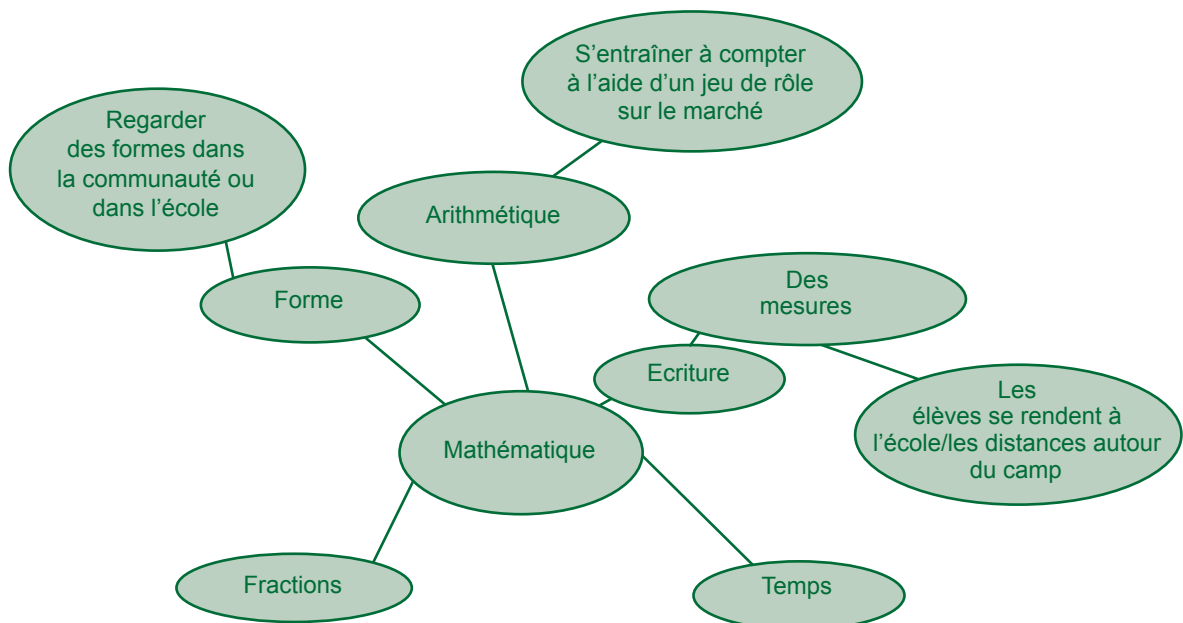 S’entraîner à compter
à l’aide d’un jeu de rôle
sur le marché
Regarder
des formes dans
la communauté ou
dans l’école
Arithmétique
Des
mesures
Forme
Ecriture
Les
élèves se rendent à
l’école/les distances autour
du camp
Mathématique
Fractions
Temps